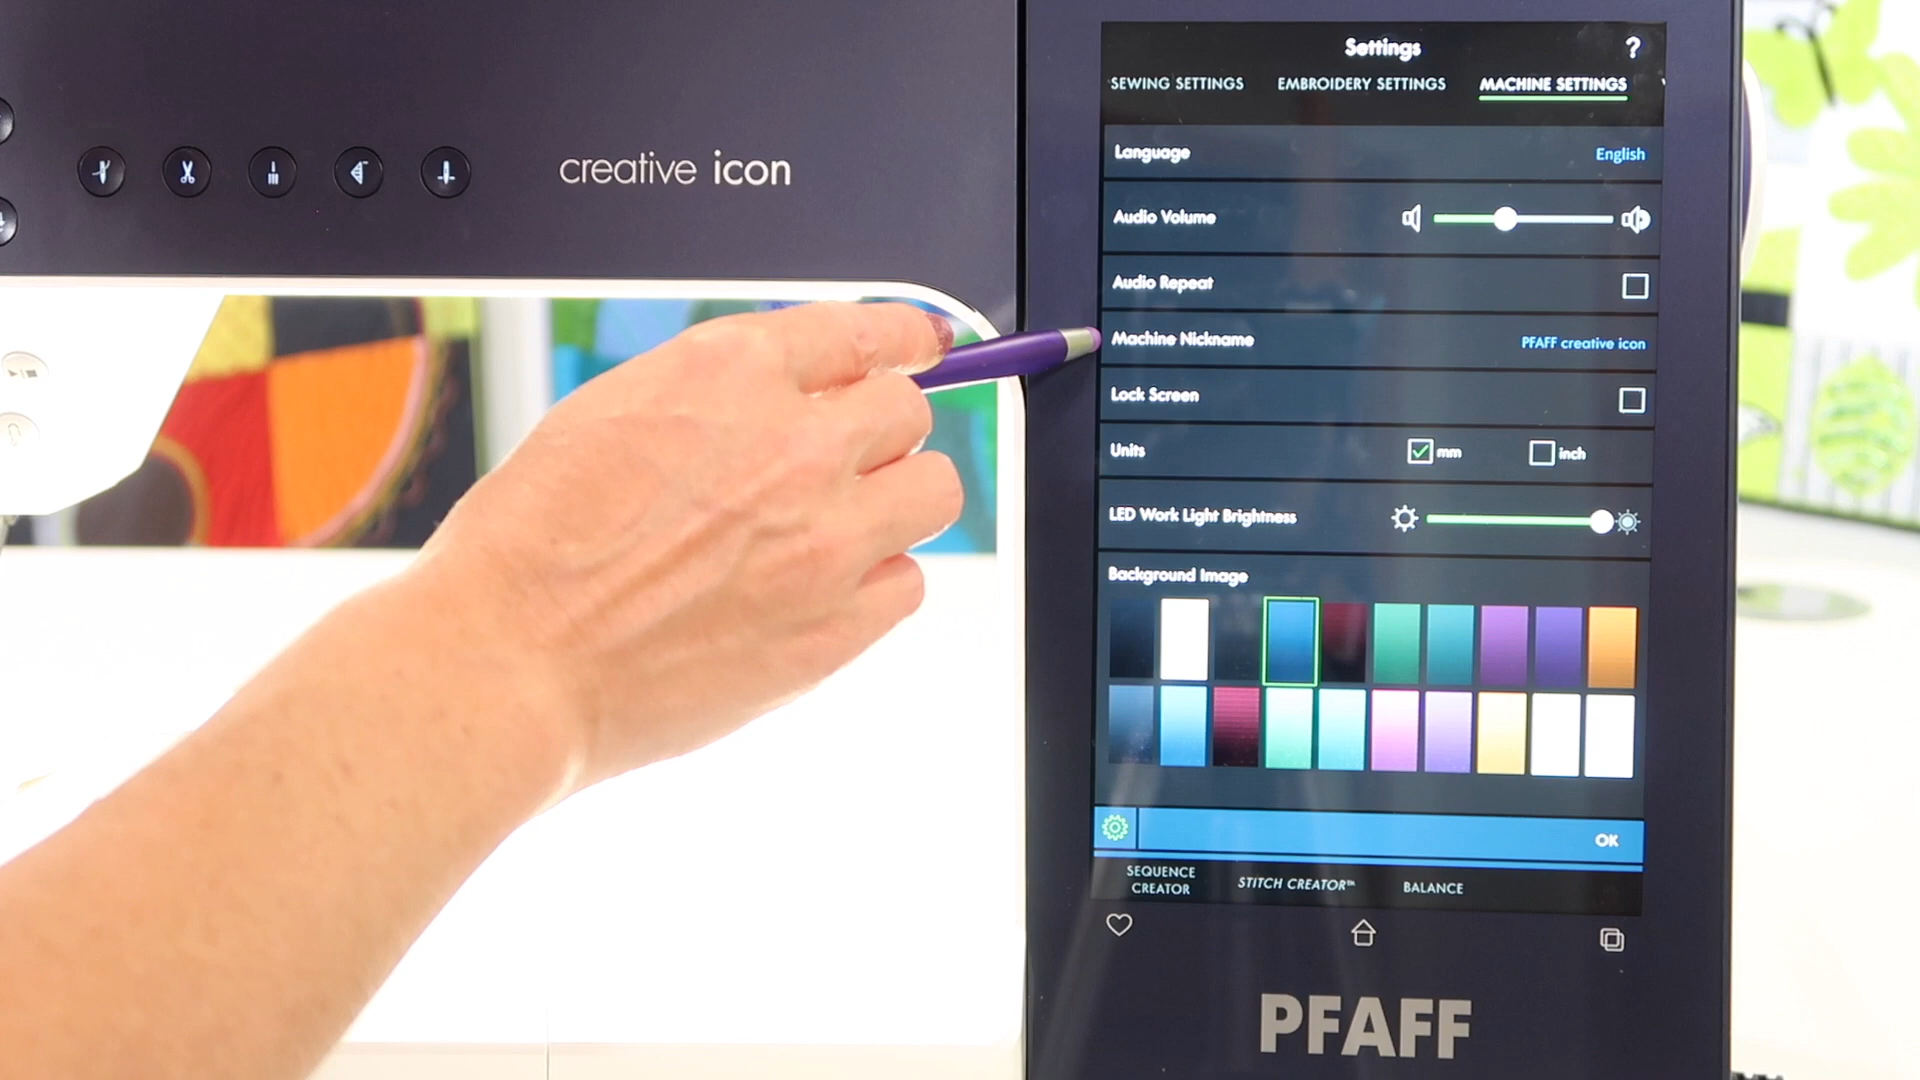 creative icon
Settings
?
SEWING SETTINGS EMBROIDERY SETTINGS MACHINE SETTINGS
Language English
Audio Volume
Audio Repeat
Machine Nickname PFAFF creative icon
Lock Screen
Units mm inch
LED Work Light Brightness
Background Image
OK
SEQUENCE
CREATOR
STITCH CREATOR™
BALANCE
PFAFF